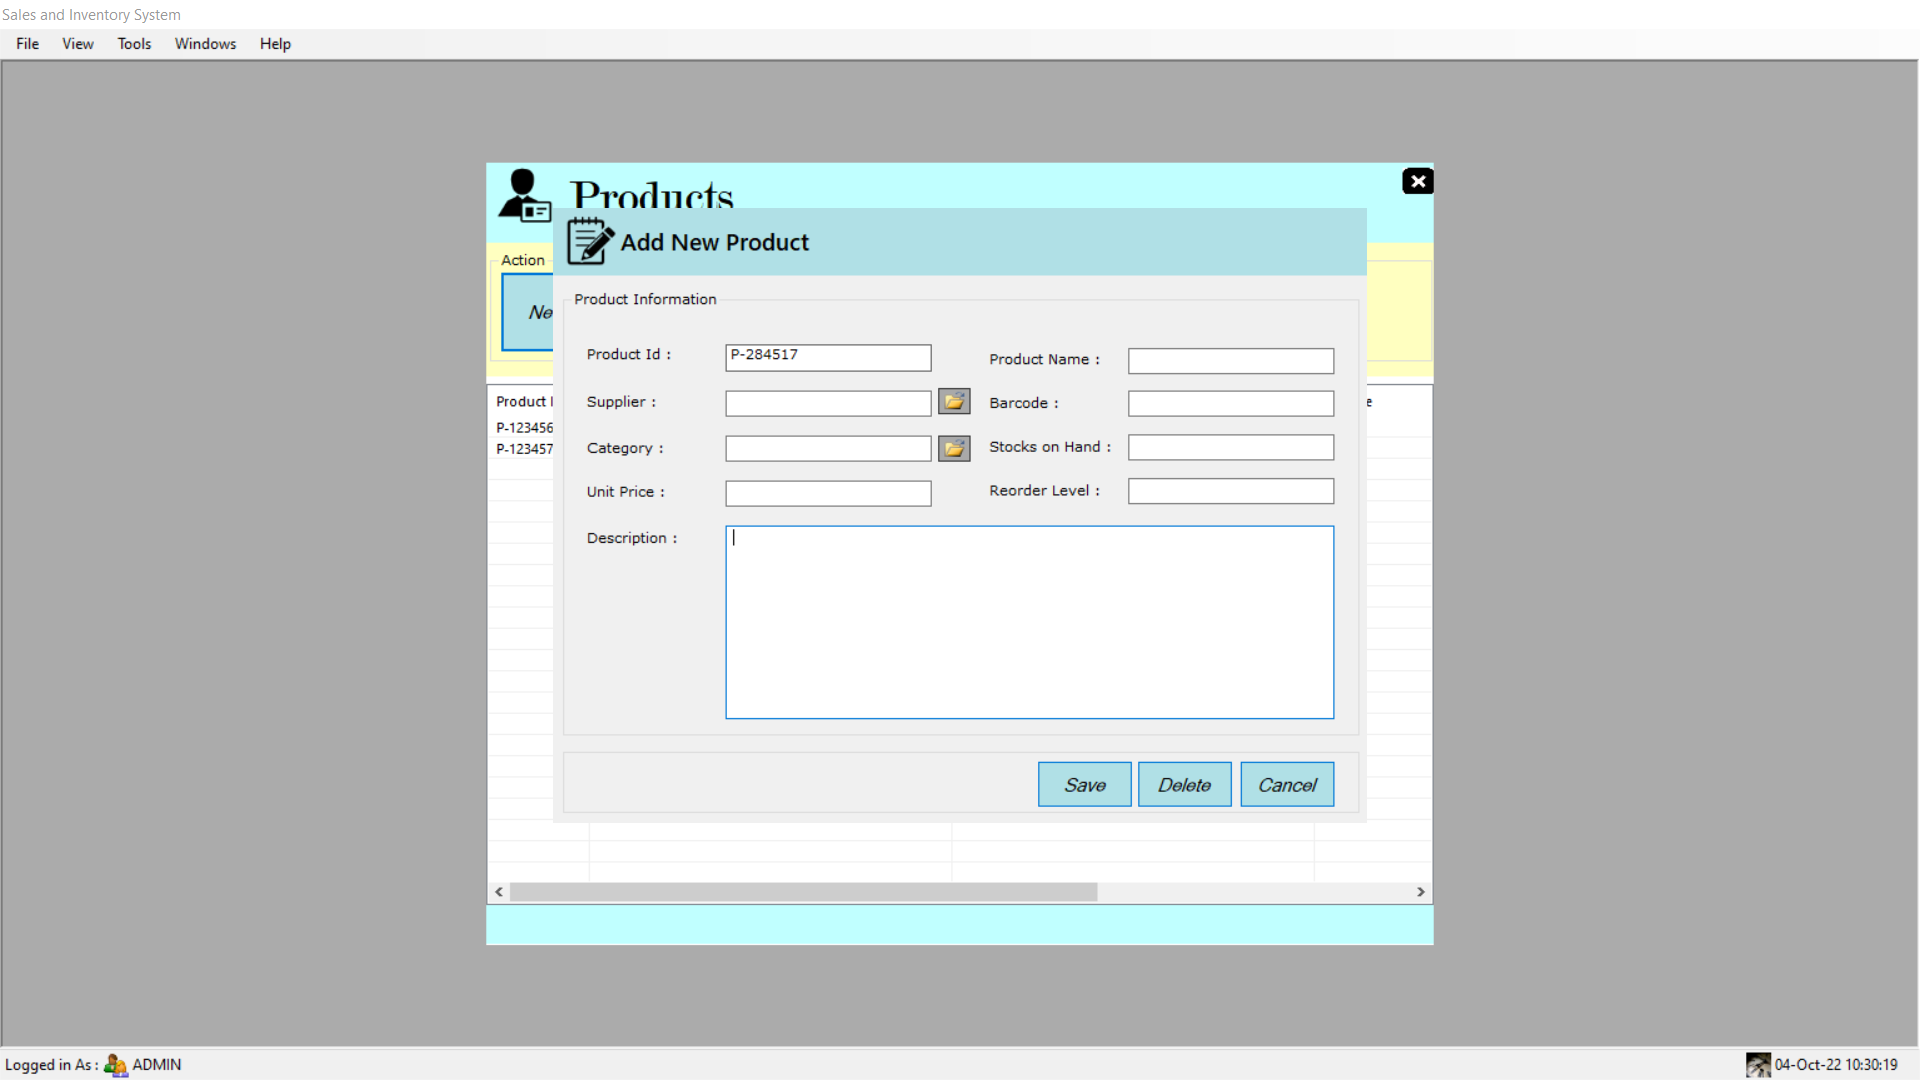 Sales and Inventory System
File View Tools Windows Help
Products
Add New Product
Action
Product Information
Product Id : P-284517
Product Name :
Supplier :
Barcode :
Category :
Stocks on Hand :
Unit Price :
Reorder Level :
Description :
Product
P-123456
P-123457
Save Delete Cancel
Logged in As : ADMIN
04-Oct-22 10:30:19